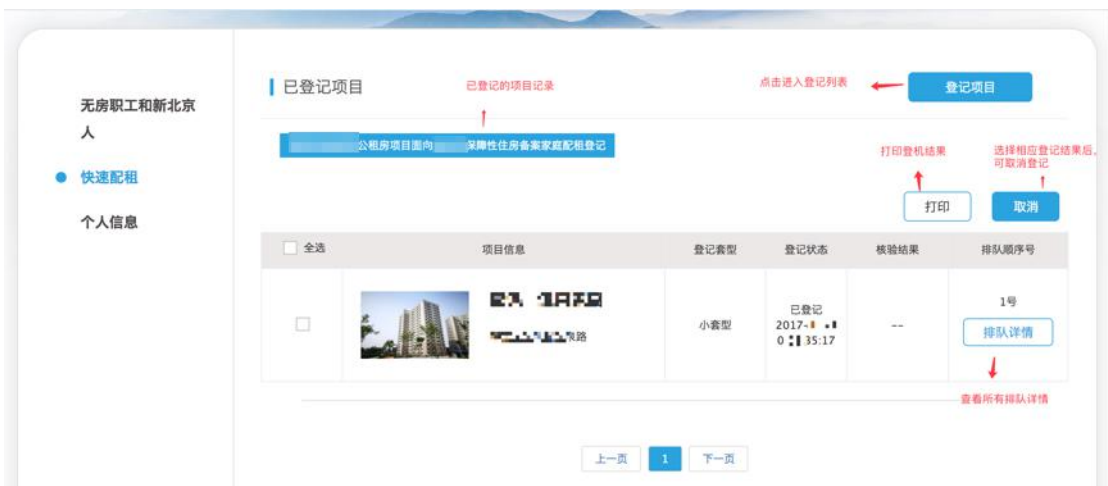 无房职工和新北京
人
快速配租
个人信息
已登记项目
已登记的项目记录
点击进入登记列表
登记项目
公租房项目面向
保障性住房备案家庭配租登记
打印登机结果
选择相应登记结果后，
可取消登记
打印
取消
全选 项目信息 登记套型 登记状态 核验结果 排队顺序号
路
小套型
已登记
2017-
35:17
--
1号
排队详情
查看所有排队详情
上一页 1 下一页